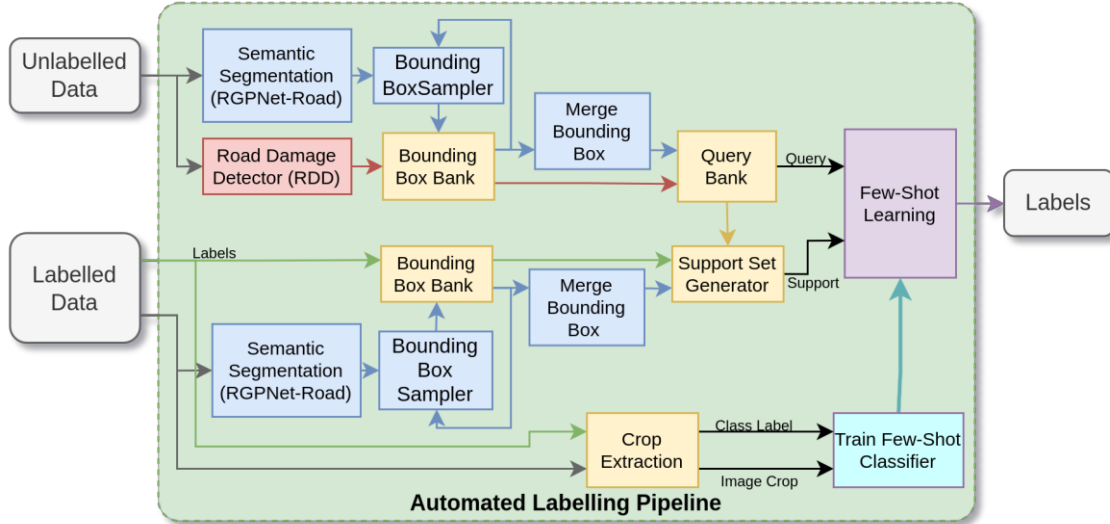 Unlabelled
Data
Semantic
Segmentation
(RGPNet-Road)
Bounding
BoxSampler
Merge
Bounding
Box
Road Damage
Detector (RDD)
Bounding
Box Bank
Query
Bank
Query
Few-Shot
Learning
Labels
Labelled
Data
Labels
Bounding
Box Bank
Support Set
Generator
Support
Merge
Bounding
Box
Semantic
Segmentation
(RGPNet-Road)
Bounding
Box
Sampler
Crop
Extraction
Class Label
Image Crop
Train Few-Shot
Classifier
Automated Labelling Pipeline